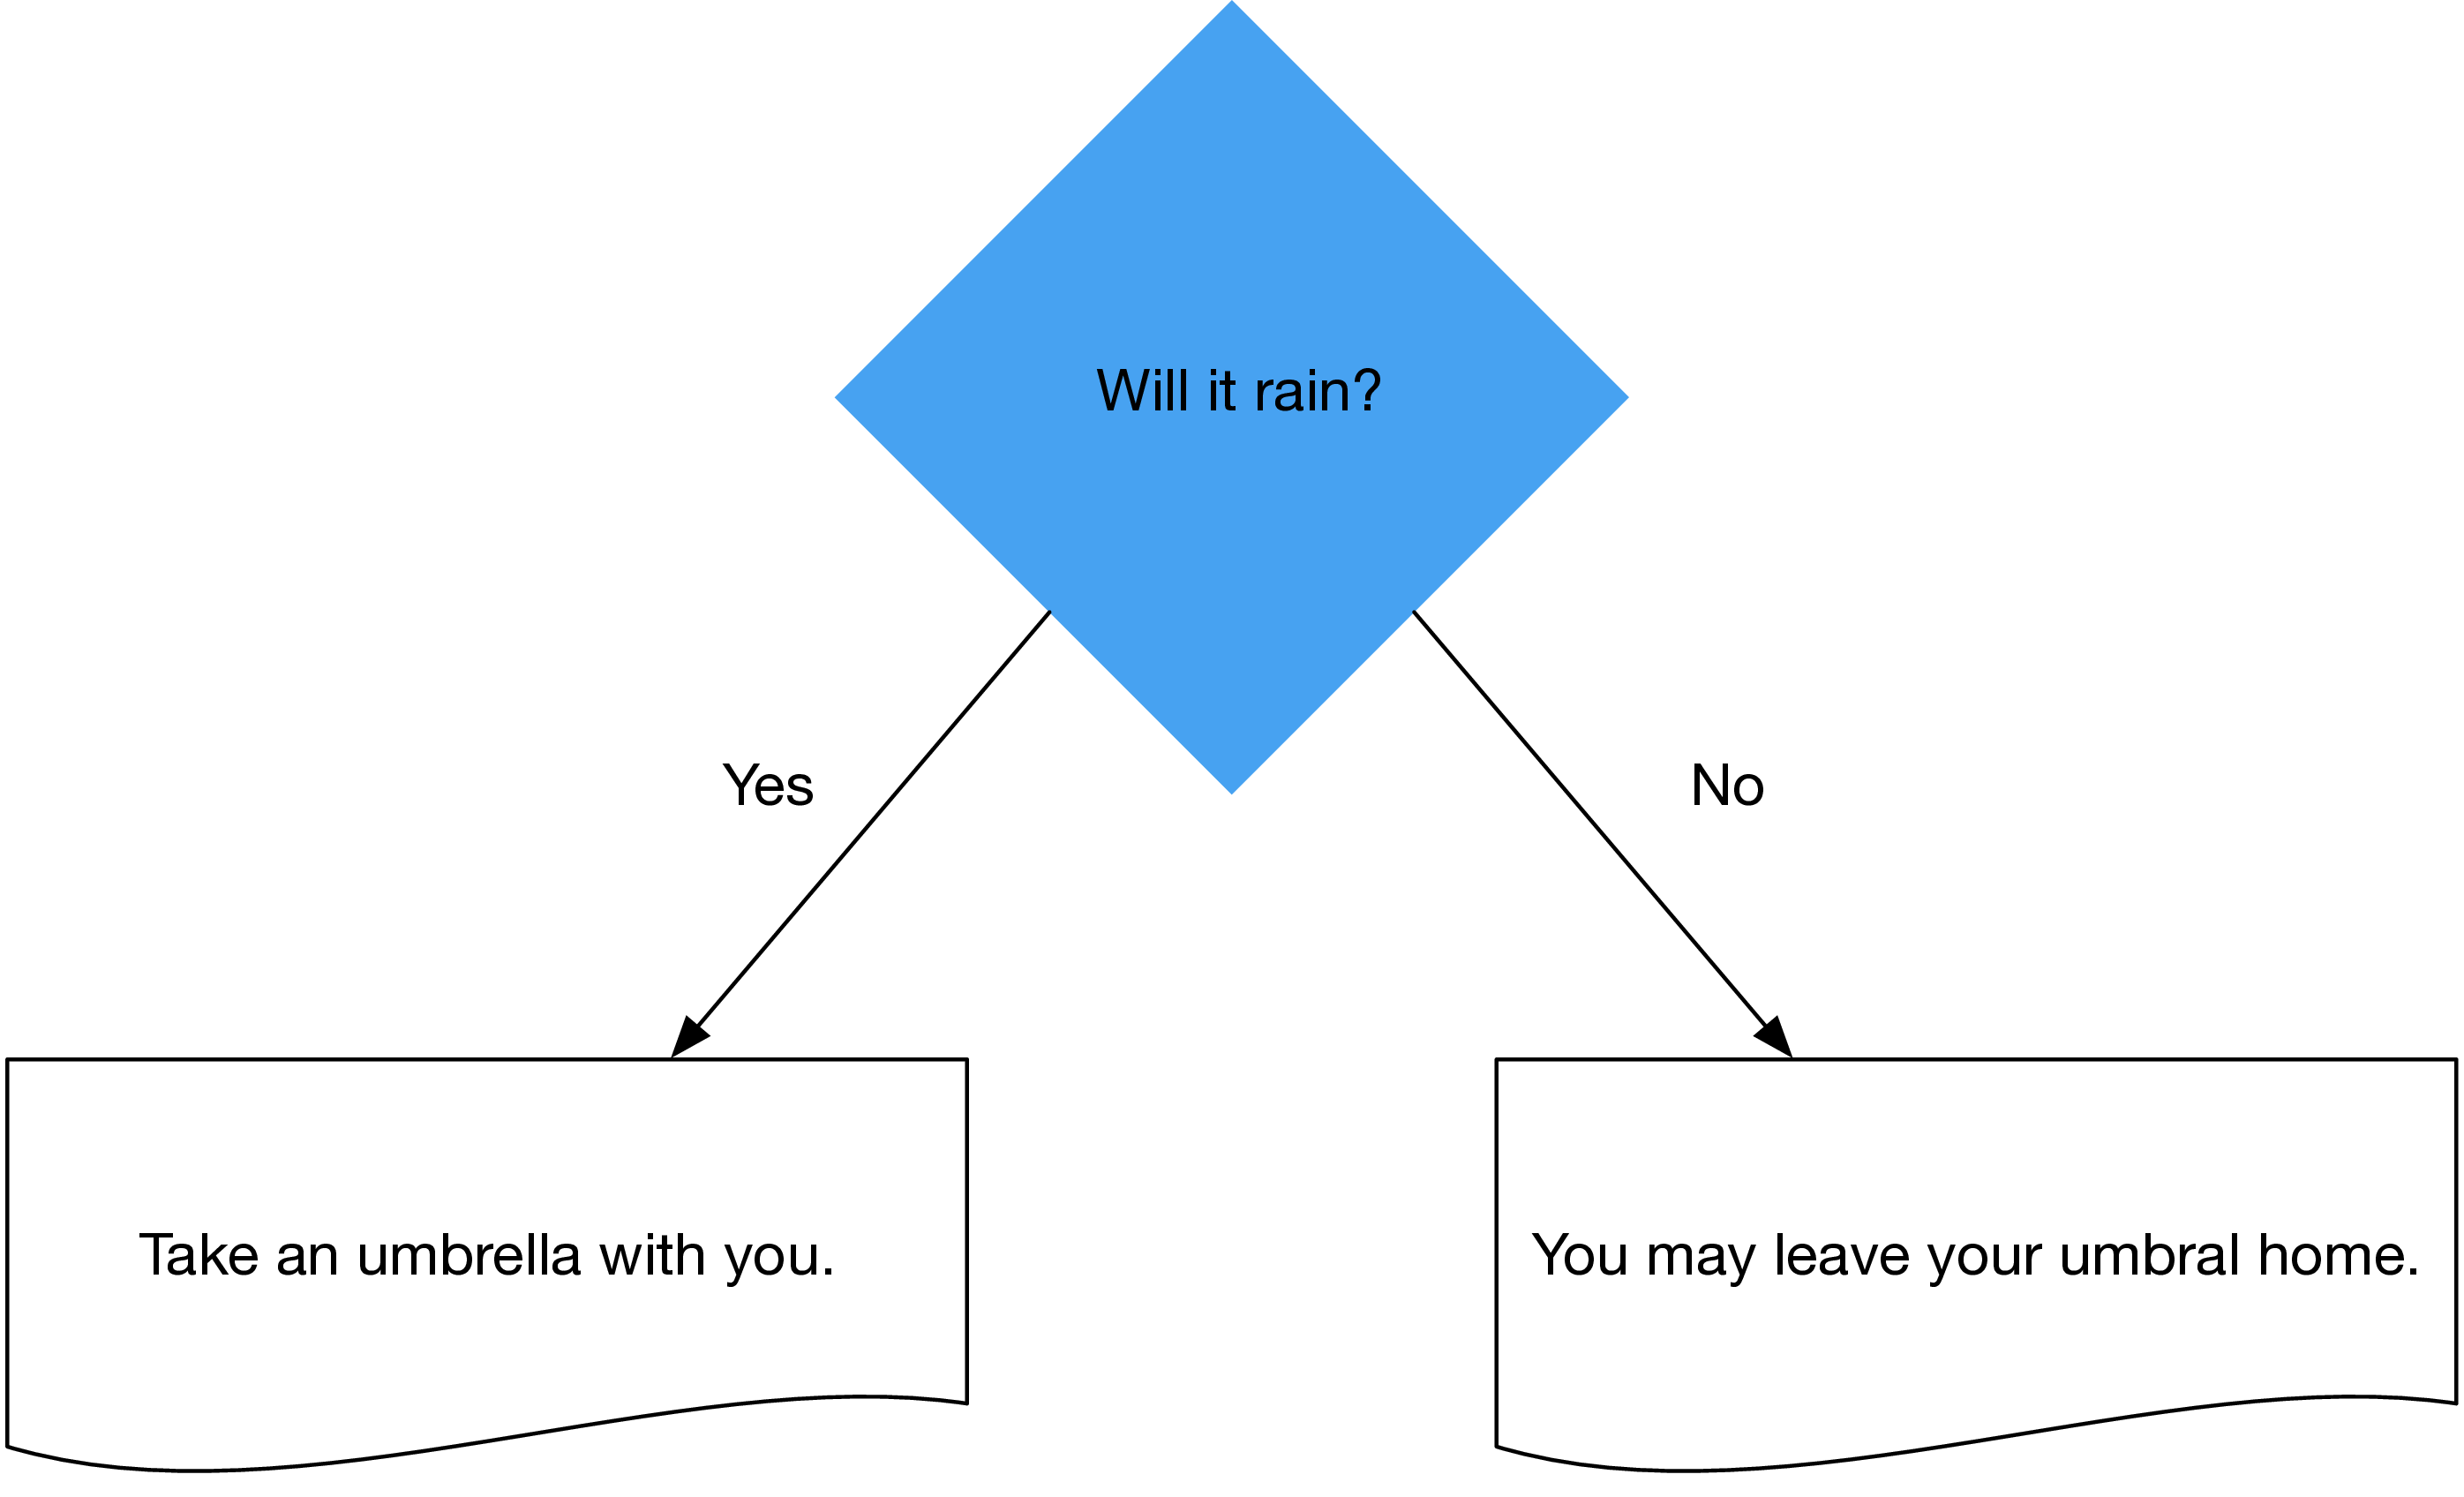 Will it rain?
Yes
No
Take an umbrella with you.
You may leave your umbral home.